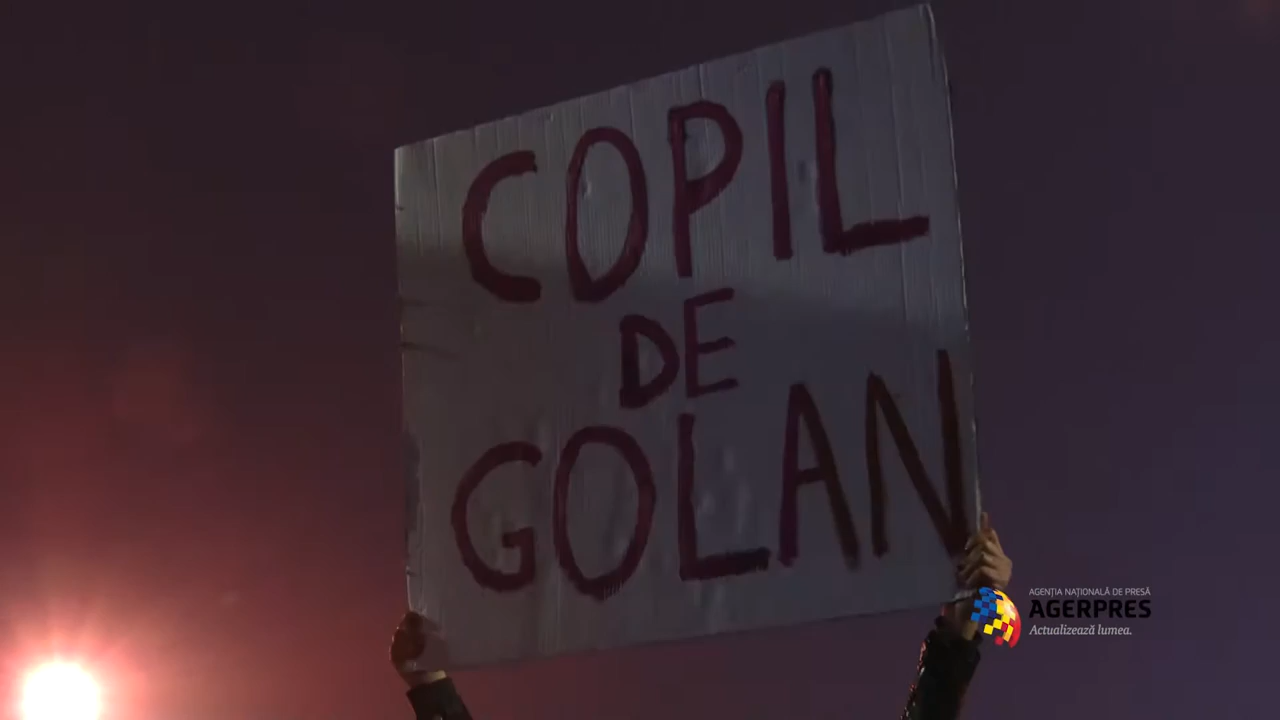 COPIL
DE
GOLAN
AGENȚIA NAȚIONALĂ DE PRESĂ
AGERPRES
Actualizează lumea.